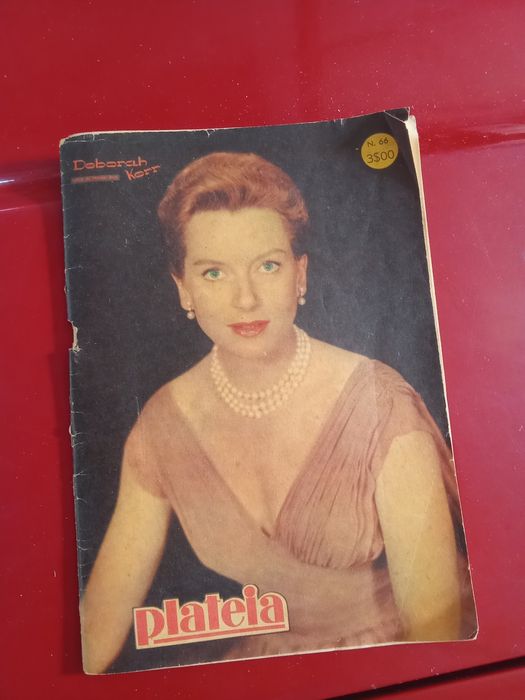 Deborah
Kerr
N. 66
3$00
Plateia